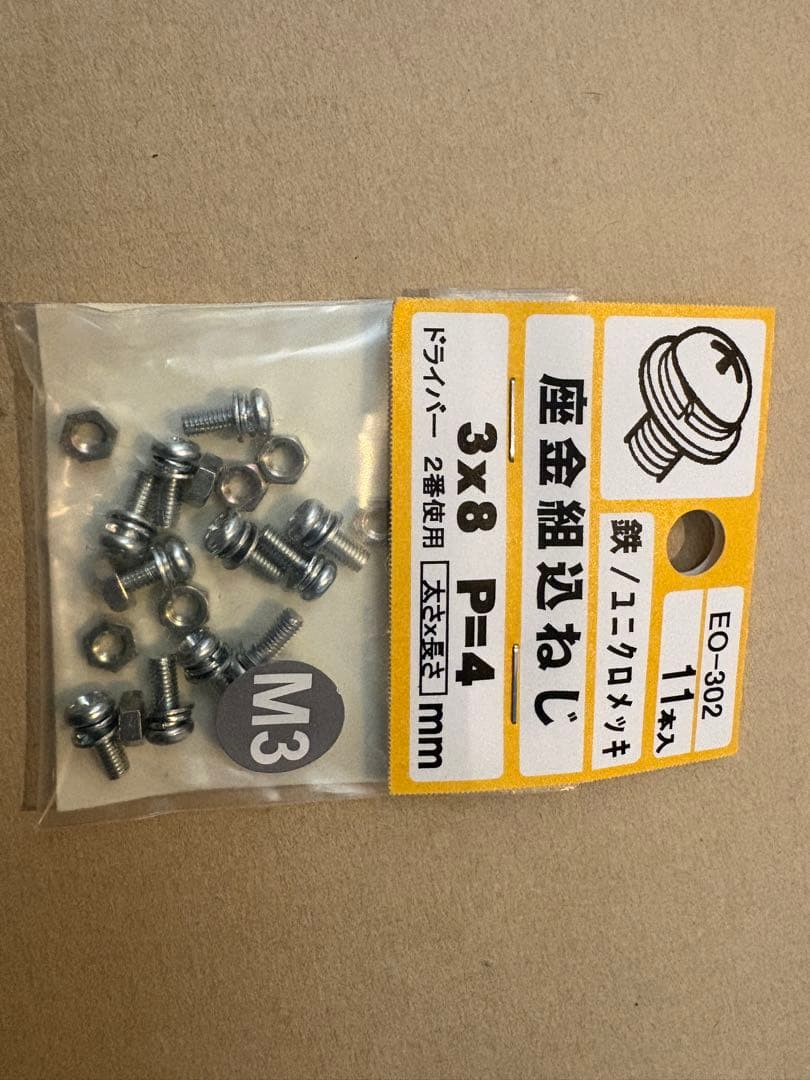 EO-302
11本入
鉄/ユニクロメッキ
座金組込ねじ
3x8 P=4
ドライバー 2番使用 太さx長さ mm
M3